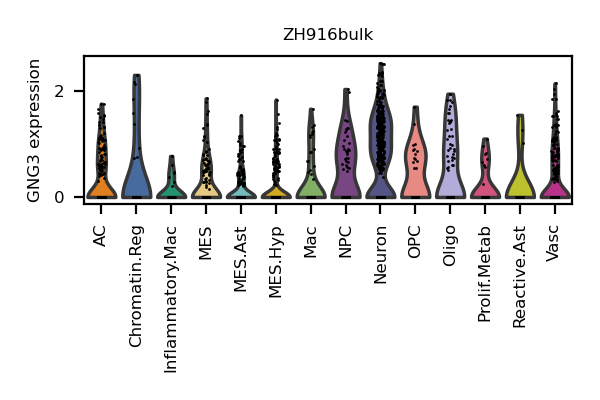 ZH916bulk
GNG3 expression
2
0
AC
Chromatin.Reg
Inflammatory.Mac
MES
MES.Ast
MES.Hyp
Mac
NPC
Neuron
OPC
Oligo
Prolif.Metab
Reactive.Ast
Vasc